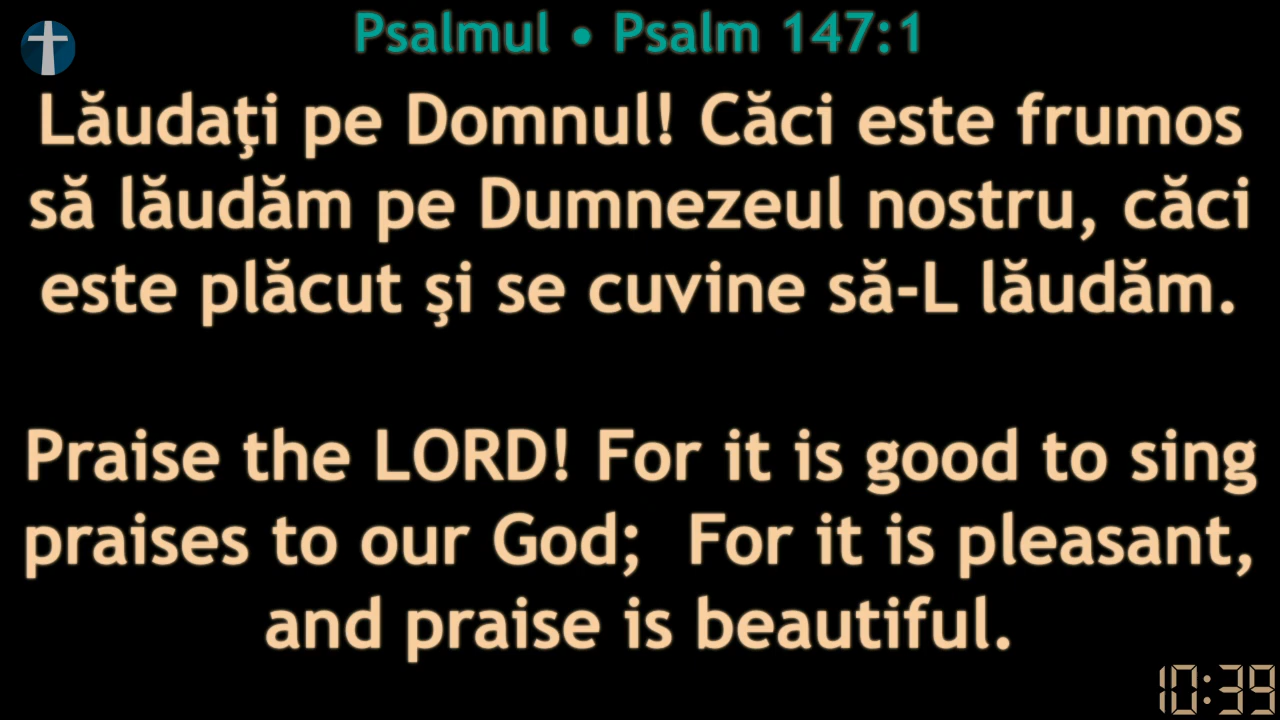 Psalmul • Psalm 147:1
Lăudaţi pe Domnul! Căci este frumos
să lăudăm pe Dumnezeul nostru, căci
este plăcut şi se cuvine să-L lăudăm.
Praise the LORD! For it is good to sing
praises to our God;  For it is pleasant,
and praise is beautiful.
10:39